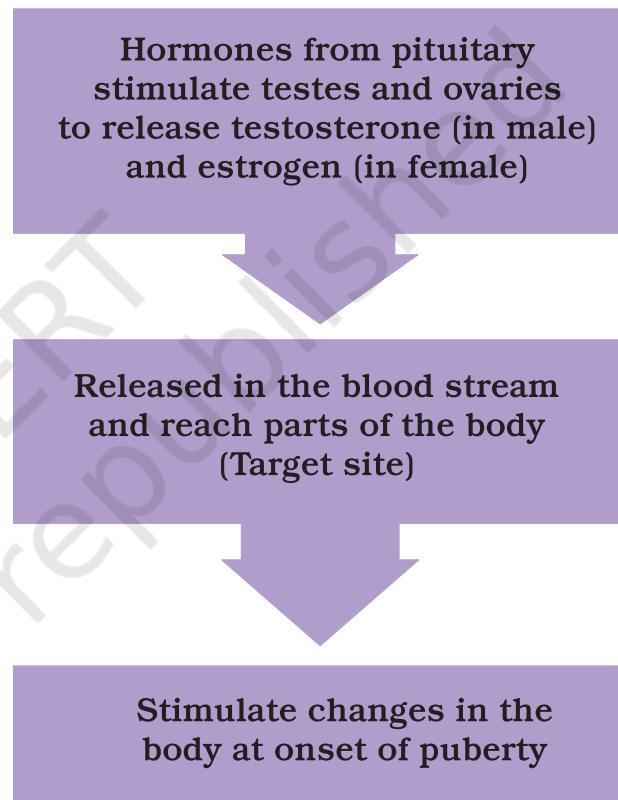 Hormones from pituitary
stimulate testes and ovaries
to release testosterone (in male)
and estrogen (in female)
Released in the blood stream
and reach parts of the body
(Target site)
Stimulate changes in the
body at onset of puberty
ERT
republished